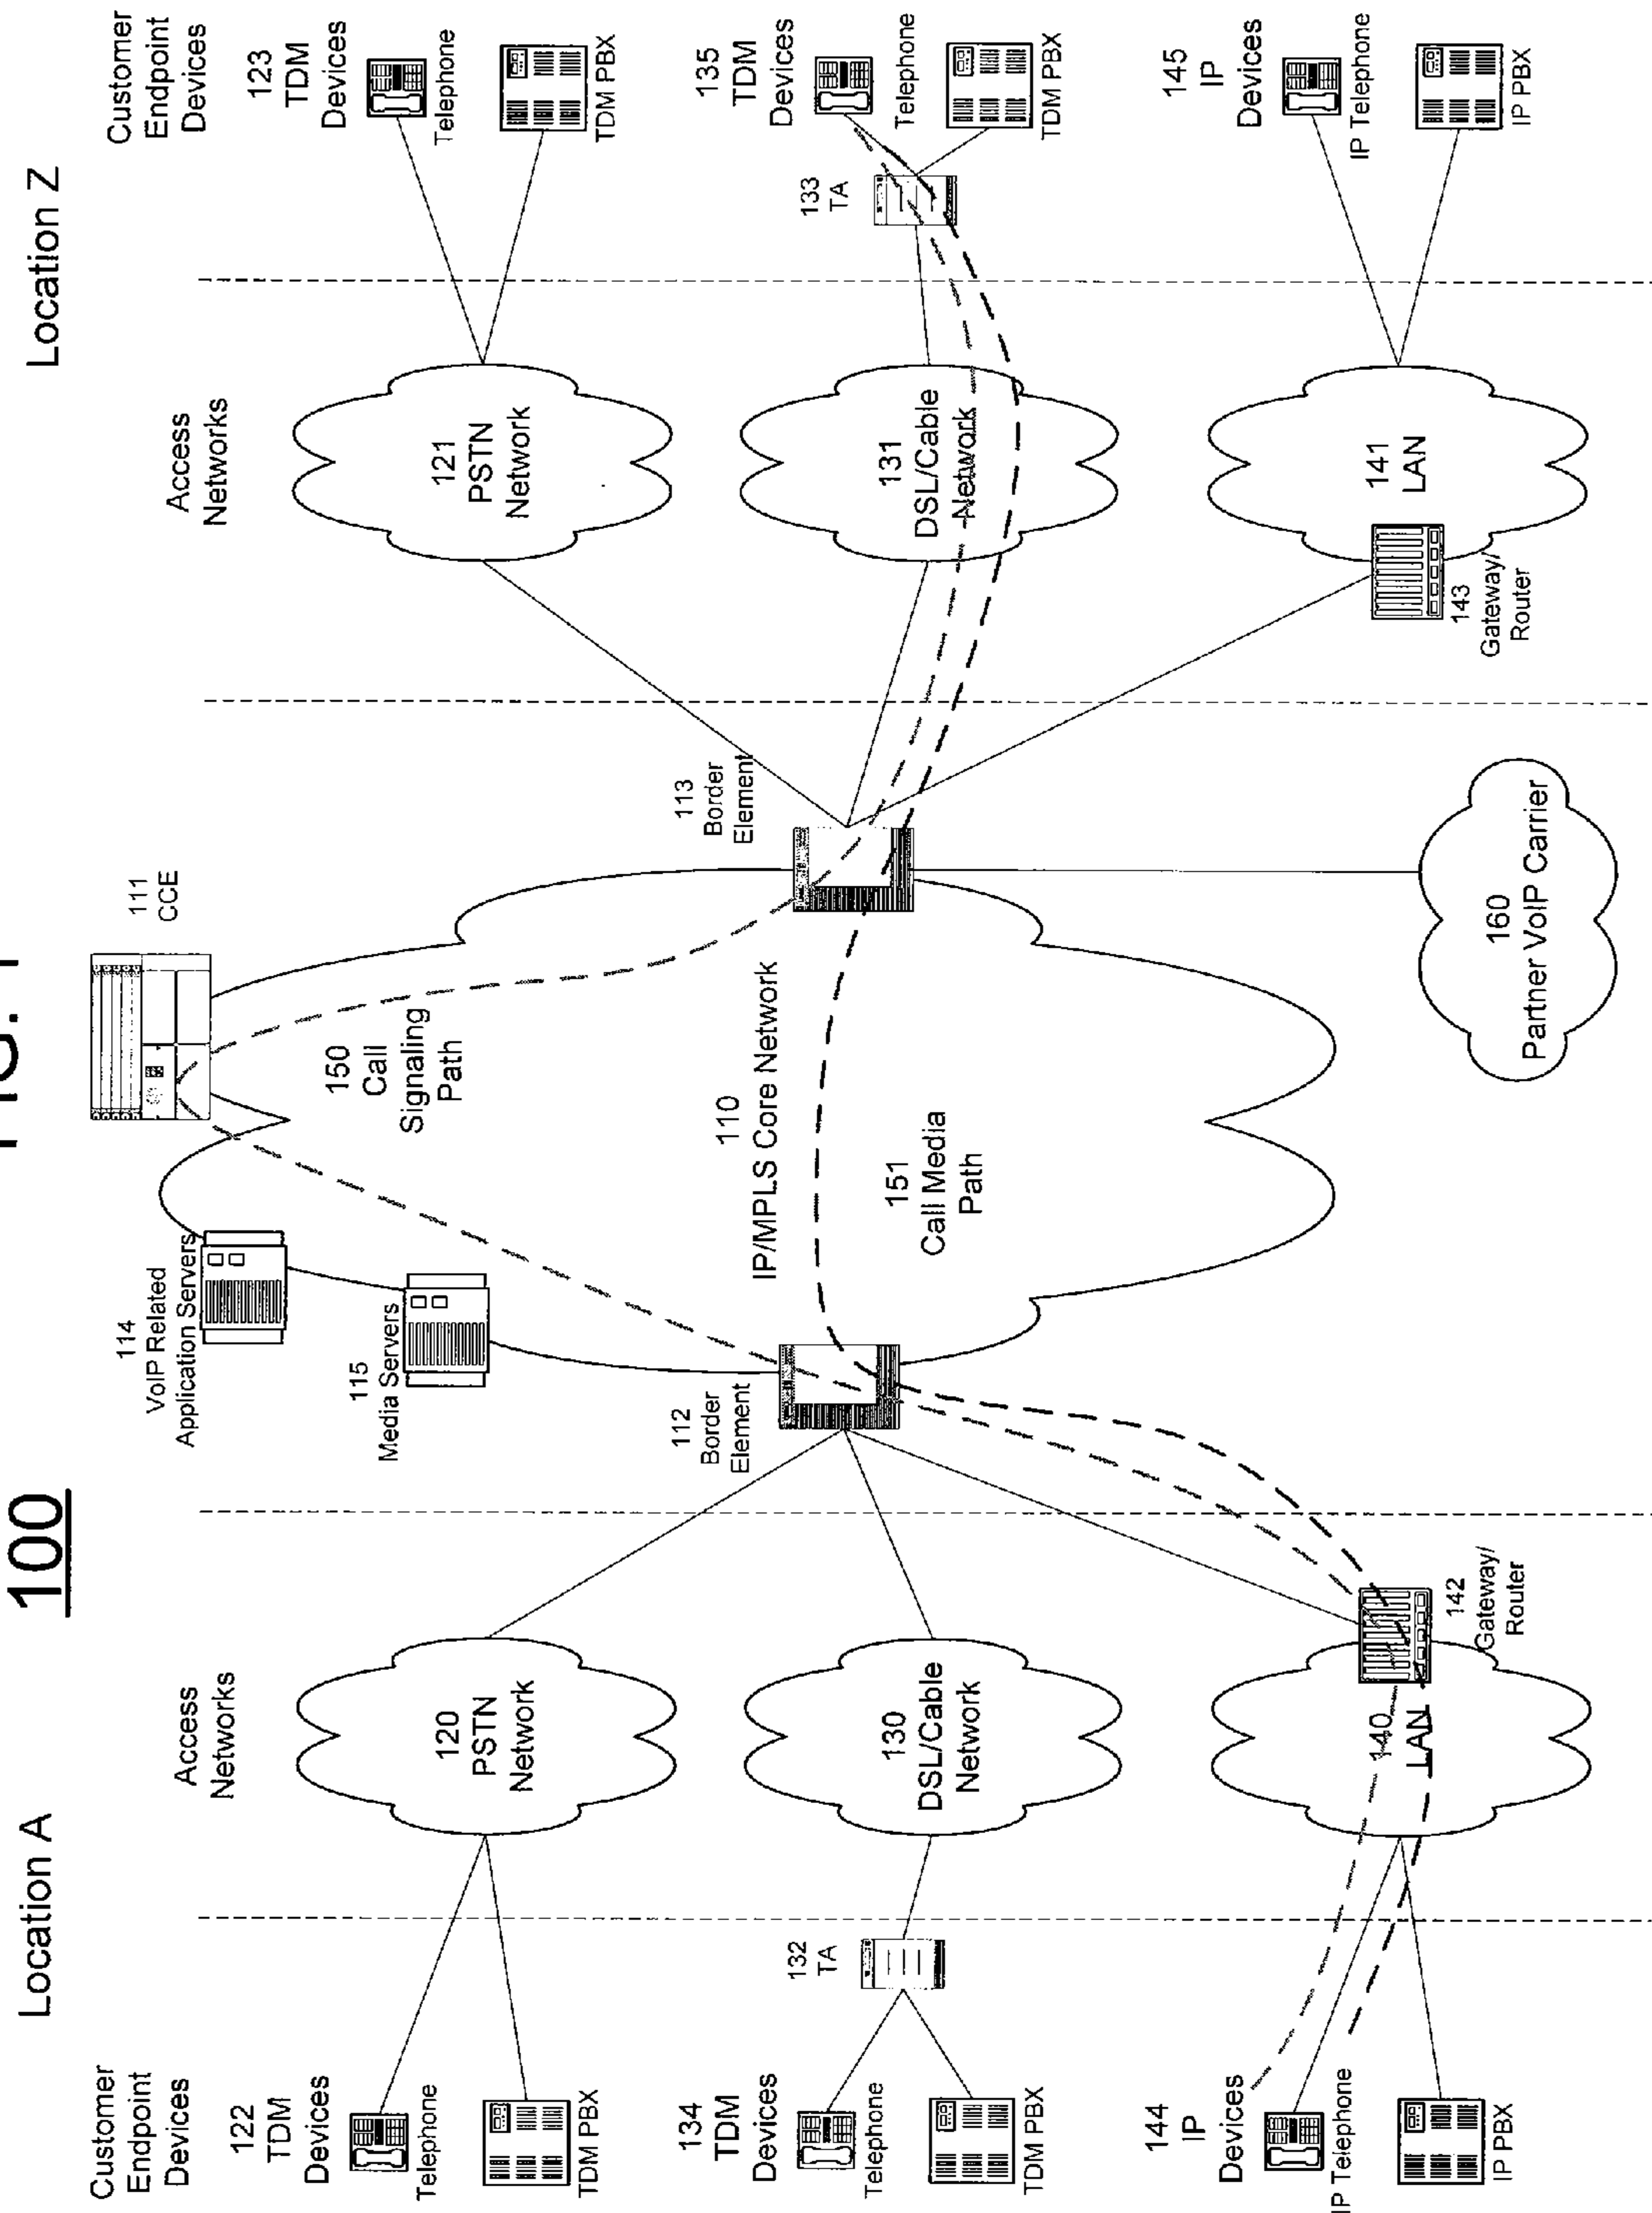 100
FIG. 1
Location A
Location Z
Customer
Endpoint
Devices
Access
Networks
Access
Networks
Customer
Endpoint
Devices
122
TDM
Devices
Telephone
TDM PBX
120
PSTN
Network
114
VoIP Related
Application Servers
115
Media Servers
111
CCE
150
Call
Signaling
Path
121
PSTN
Network
123
TDM
Devices
Telephone
TDM PBX
134
TDM
Devices
Telephone
TDM PBX
132
TA
130
DSL/Cable
Network
112
Border
Element
110
IP/MPLS Core Network
151
Call Media
Path
113
Border
Element
131
DSL/Cable
Network
133
TA
135
TDM
Devices
Telephone
TDM PBX
144
IP
Devices
IP Telephone
IP PBX
140
LAN
142
Gateway/
Router
160
Partner VoIP Carrier
143
Gateway/
Router
141
LAN
145
IP
Devices
IP Telephone
IP PBX